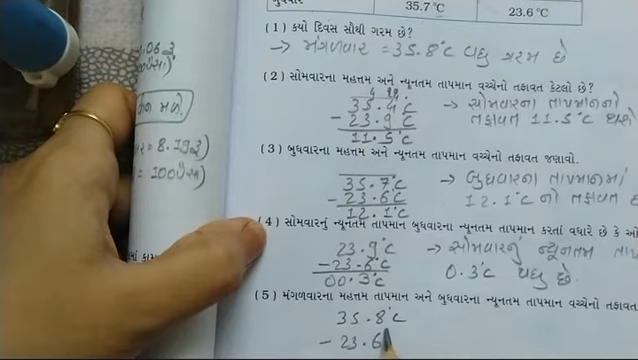 35.7°C
23.6°C
(1) કયો દિવસ સૌથી ગરમ છે?
→ મંગળવાર = 35.8°C વધુ ગરમ છે
(2) સોમવારના મહત્તમ અને ન્યૂનતમ તાપમાન વચ્ચેનો તફાવત કેટલો છે?
35.4°C → સોમવારના તાપમાનનો
- 23.9°C તફાવત 11.5°C થશે
11.5°C
(3) બુધવારના મહત્તમ અને ન્યૂનતમ તાપમાન વચ્ચેનો તફાવત જણાવો.
35.7°C → બુધવારના તાપમાનમાં
- 23.6°C 12.1°C નો તફાવત
12.1°C
(4) સોમવારનું ન્યૂનતમ તાપમાન બુધવારના ન્યૂનતમ તાપમાન કરતાં વધારે છે કે
23.9°C → સોમવારનું ન્યૂનતમ
- 23.6°C 0.3°C વધુ છે.
00.3°C
(5) મંગળવારના મહત્તમ તાપમાન અને બુધવારના ન્યૂનતમ તાપમાન વચ્ચેનો તફાવત
35.8°C
- 23.6